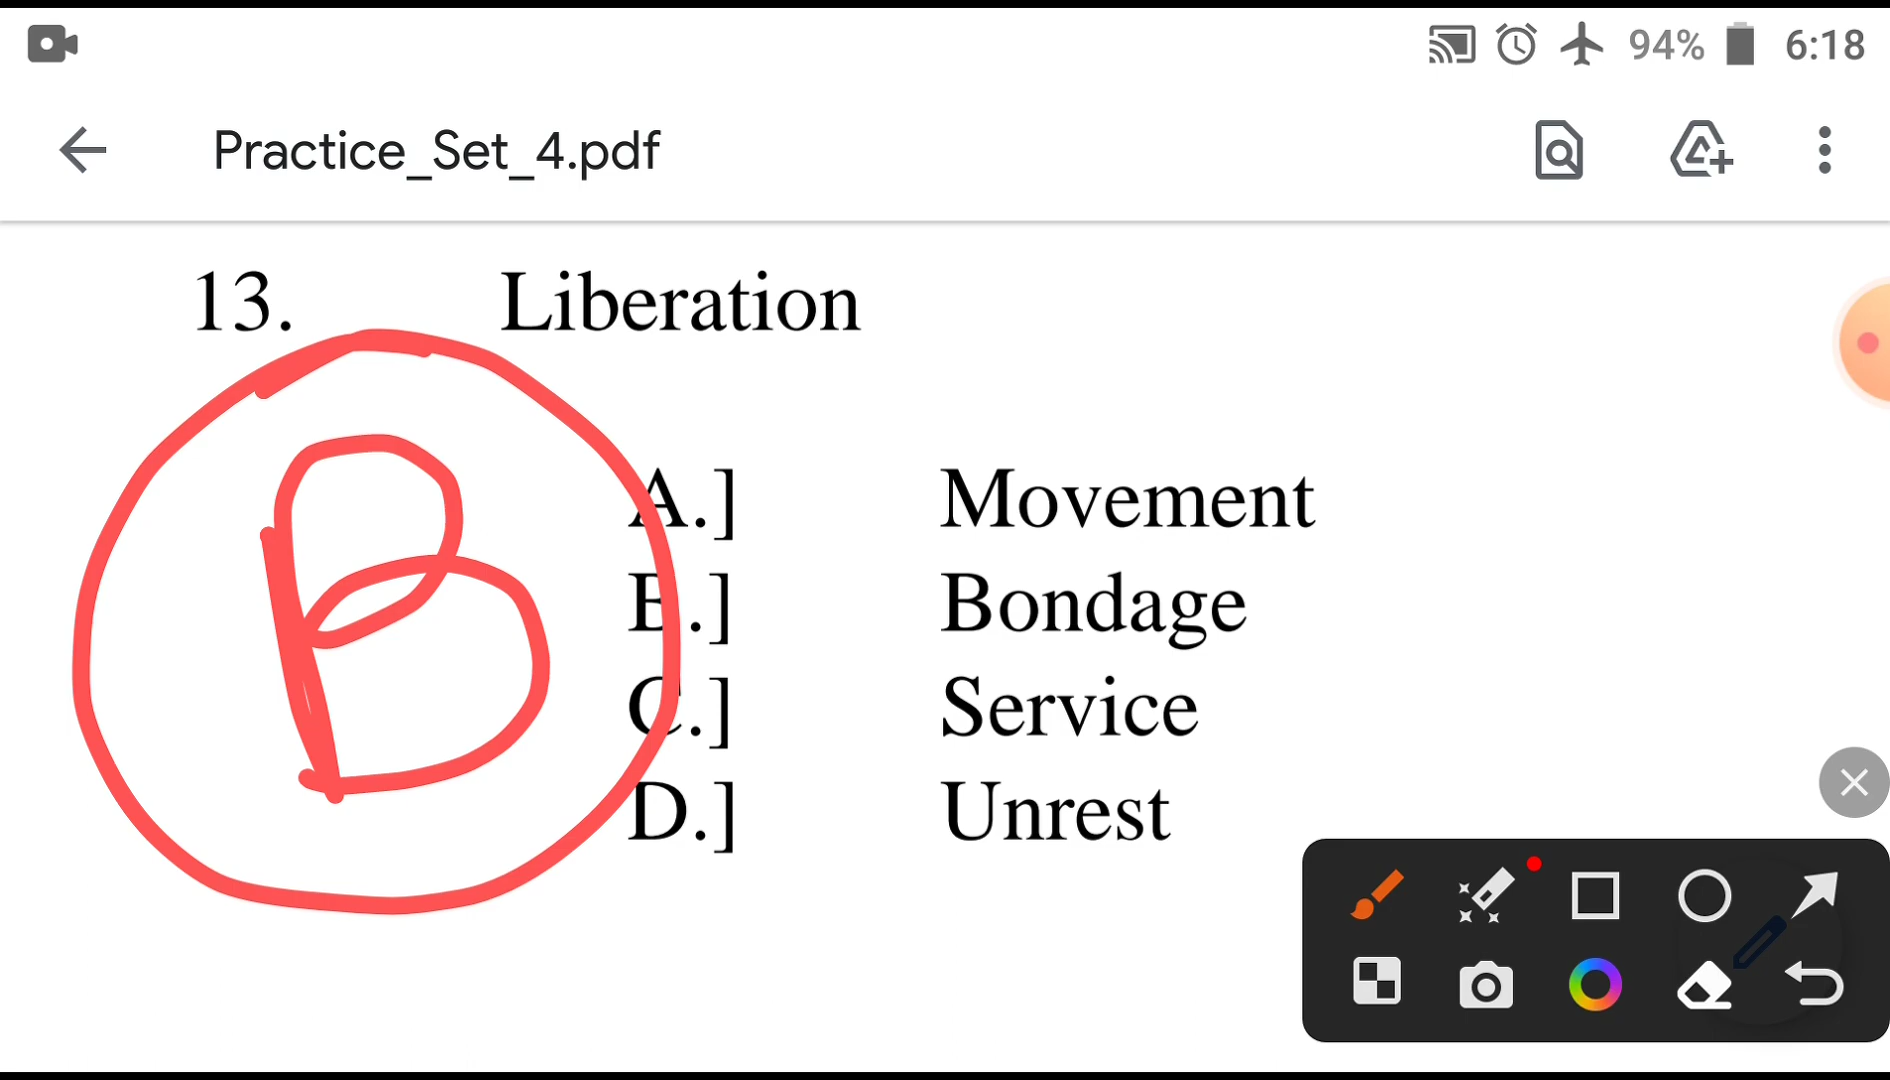 94% 6:18
Practice_Set_4.pdf
13. Liberation
A.] Movement
B.] Bondage
C.] Service
D.] Unrest
B